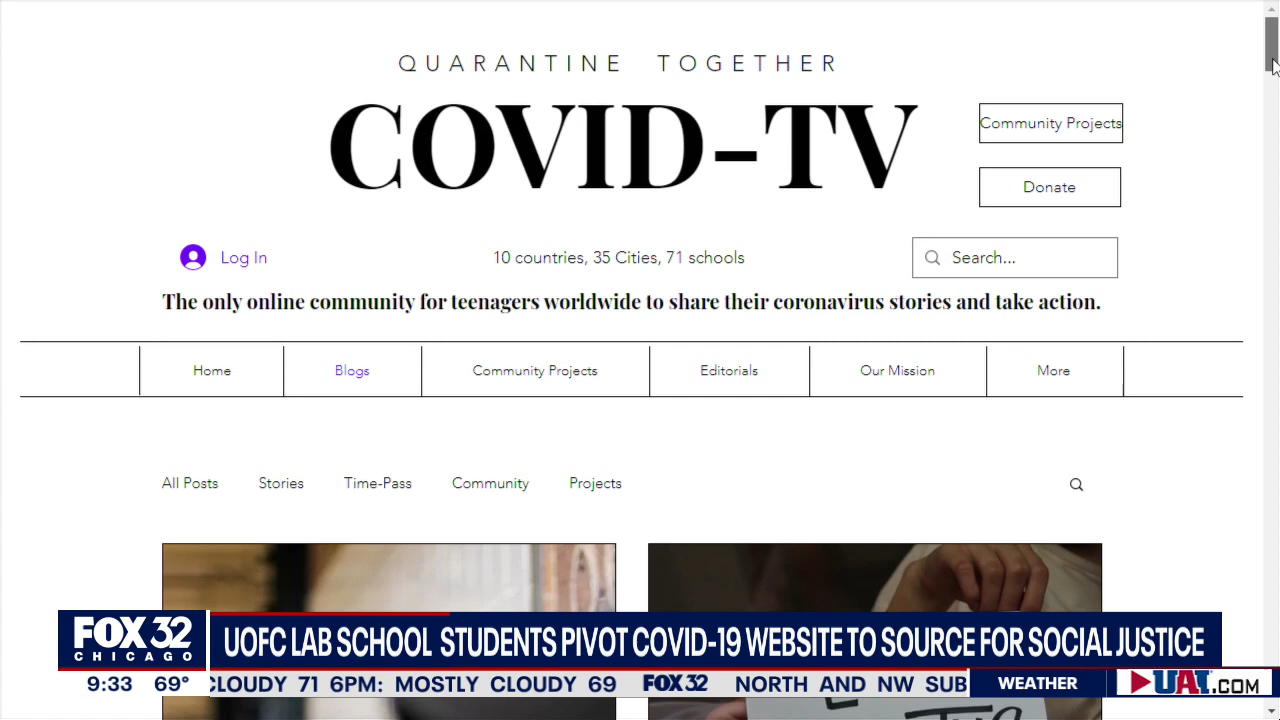 QUARANTINE TOGETHER
COVID-TV
Community Projects
Donate
Log In
10 countries, 35 Cities, 71 schools
Search...
The only online community for teenagers worldwide to share their coronavirus stories and take action.
Home
Blogs
Community Projects
Editorials
Our Mission
More
All Posts
Stories
Time-Pass
Community
Projects
FOX 32
CHICAGO
UOFC LAB SCHOOL STUDENTS PIVOT COVID-19 WEBSITE TO SOURCE FOR SOCIAL JUSTICE
9:33 69°
CLOUDY 71 6PM: MOSTLY CLOUDY 69 FOX 32 NORTH AND NW SUB
WEATHER
UAI.COM